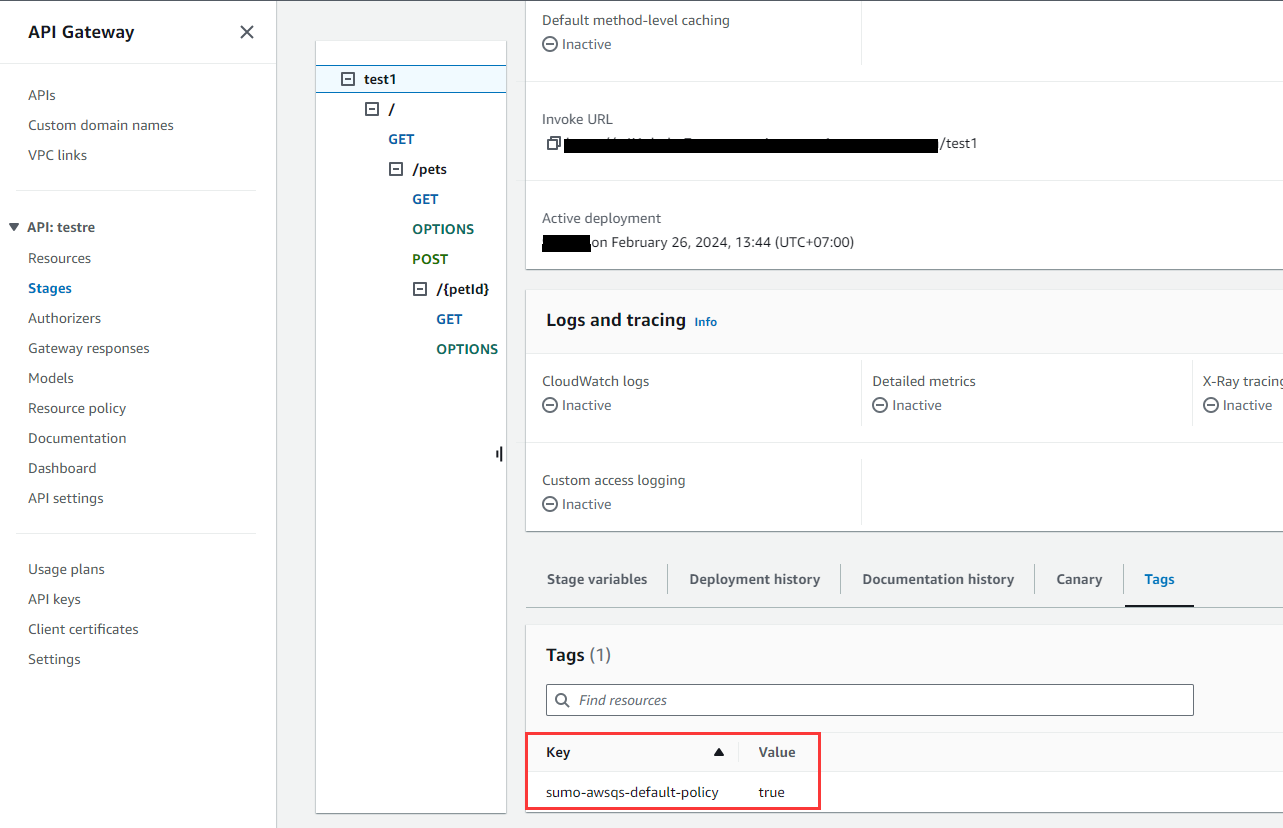 API Gateway
APIs
Custom domain names
VPC links
API: testre
Resources
Stages
Authorizers
Gateway responses
Models
Resource policy
Documentation
Dashboard
API settings
Usage plans
API keys
Client certificates
Settings
test1
/
GET
/pets
GET
OPTIONS
POST
/{petId}
GET
OPTIONS
Default method-level caching
Inactive
Invoke URL
/test1
Active deployment
on February 26, 2024, 13:44 (UTC+07:00)
Logs and tracing Info
CloudWatch logs Detailed metrics X-Ray tracing
Inactive Inactive Inactive
Custom access logging
Inactive
Stage variables Deployment history Documentation history Canary Tags
Tags (1)
Find resources
Key Value
sumo-awsqs-default-policy true